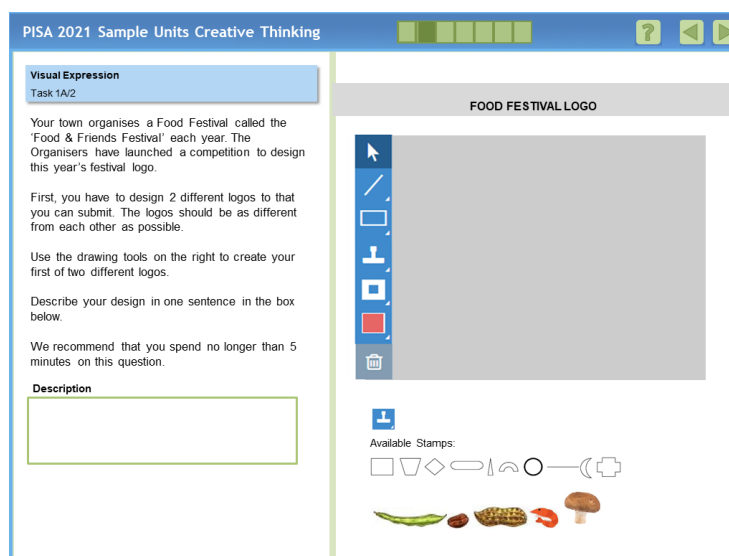 PISA 2021 Sample Units Creative Thinking
?
Visual Expression
Task 1A/2
Your town organises a Food Festival called the
‘Food & Friends Festival’ each year. The
Organisers have launched a competition to design
this year’s festival logo.
First, you have to design 2 different logos to that
you can submit. The logos should be as different
from each other as possible.
Use the drawing tools on the right to create your
first of two different logos.
Describe your design in one sentence in the box
below.
We recommend that you spend no longer than 5
minutes on this question.
Description
FOOD FESTIVAL LOGO
Available Stamps: